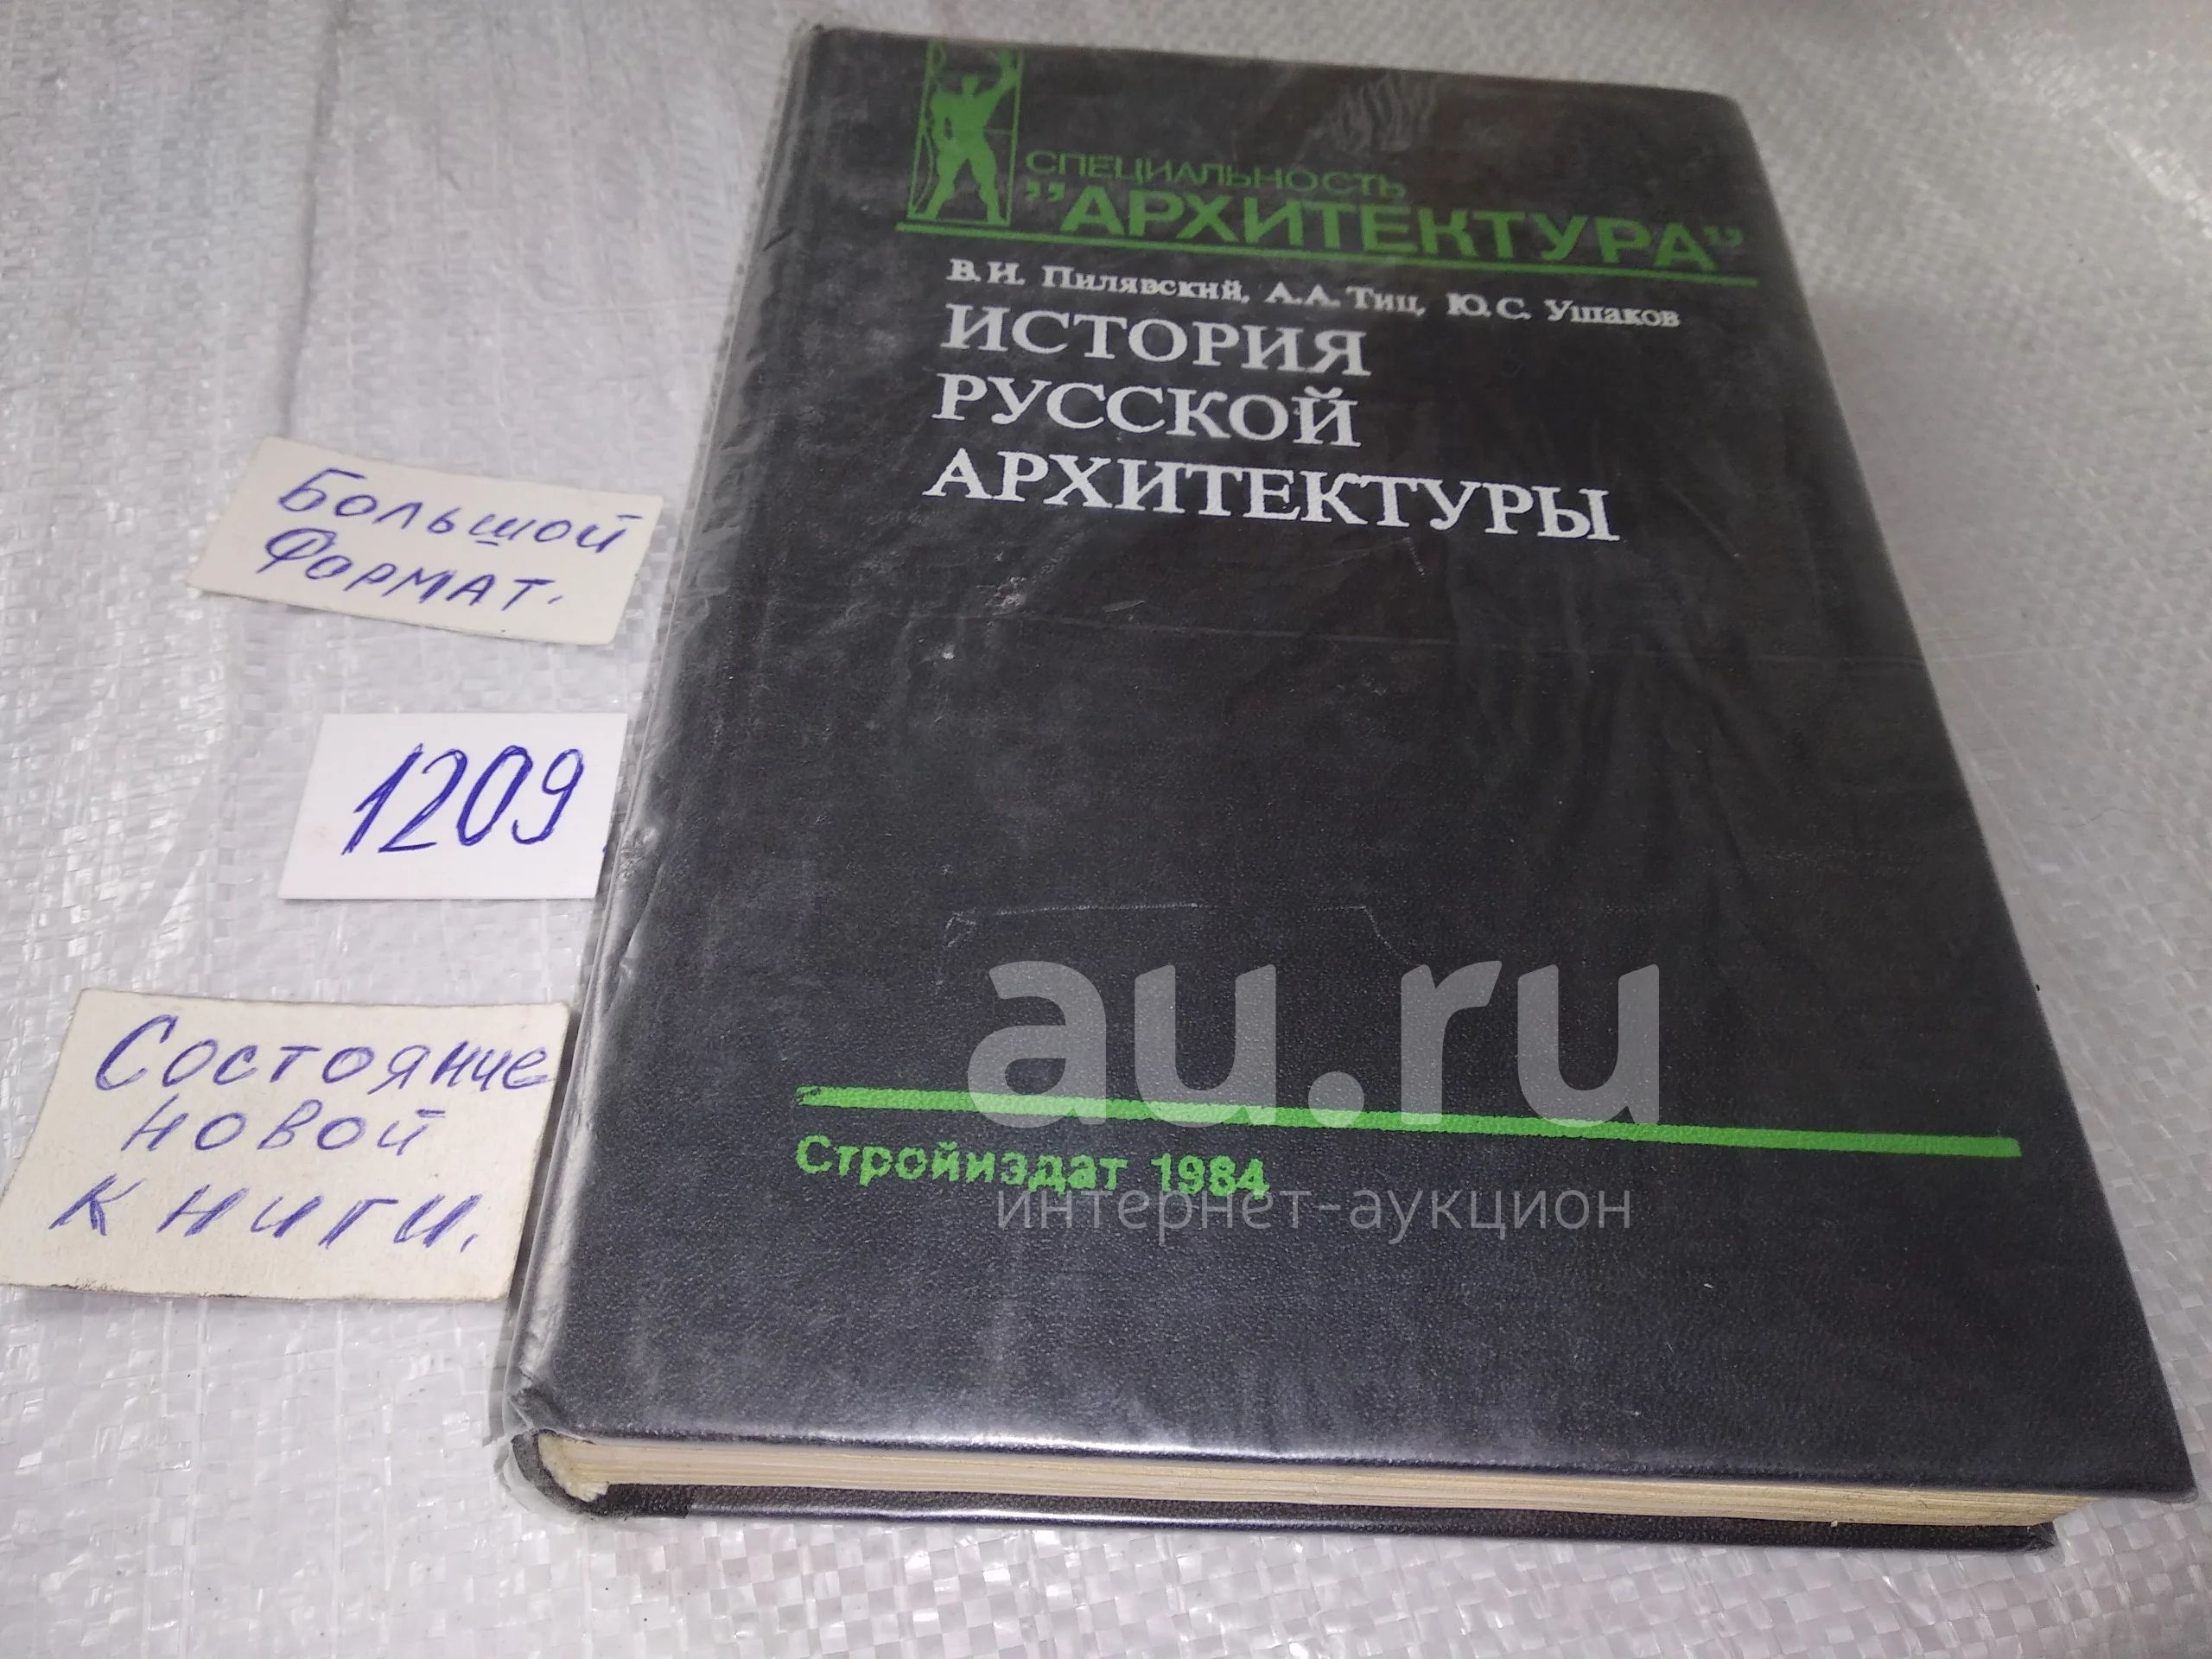 СПЕЦИАЛЬНОСТЬ
"АРХИТЕКТУРА"
В. И. Пилявский, А. А. Тиц, Ю. С. Ушаков
ИСТОРИЯ
РУССКОЙ
АРХИТЕКТУРЫ
Большой
Формат.
1209
Состояние
новой
книги.
au.ru
Стройиздат 1984
интернет-аукцион